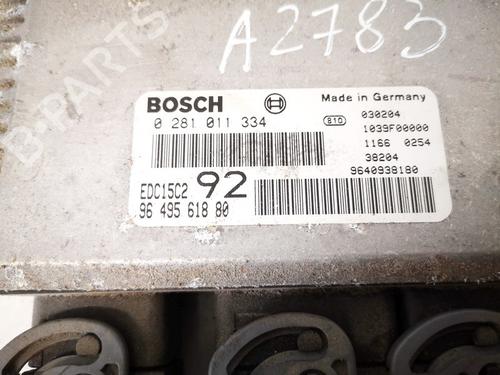 A2783
B-PARTS
BOSCH
Made in Germany
0 281 011 334
810
030204
1039F00000
1166 0254
38204
9640938180
EDC15C2 92
96 495 618 80